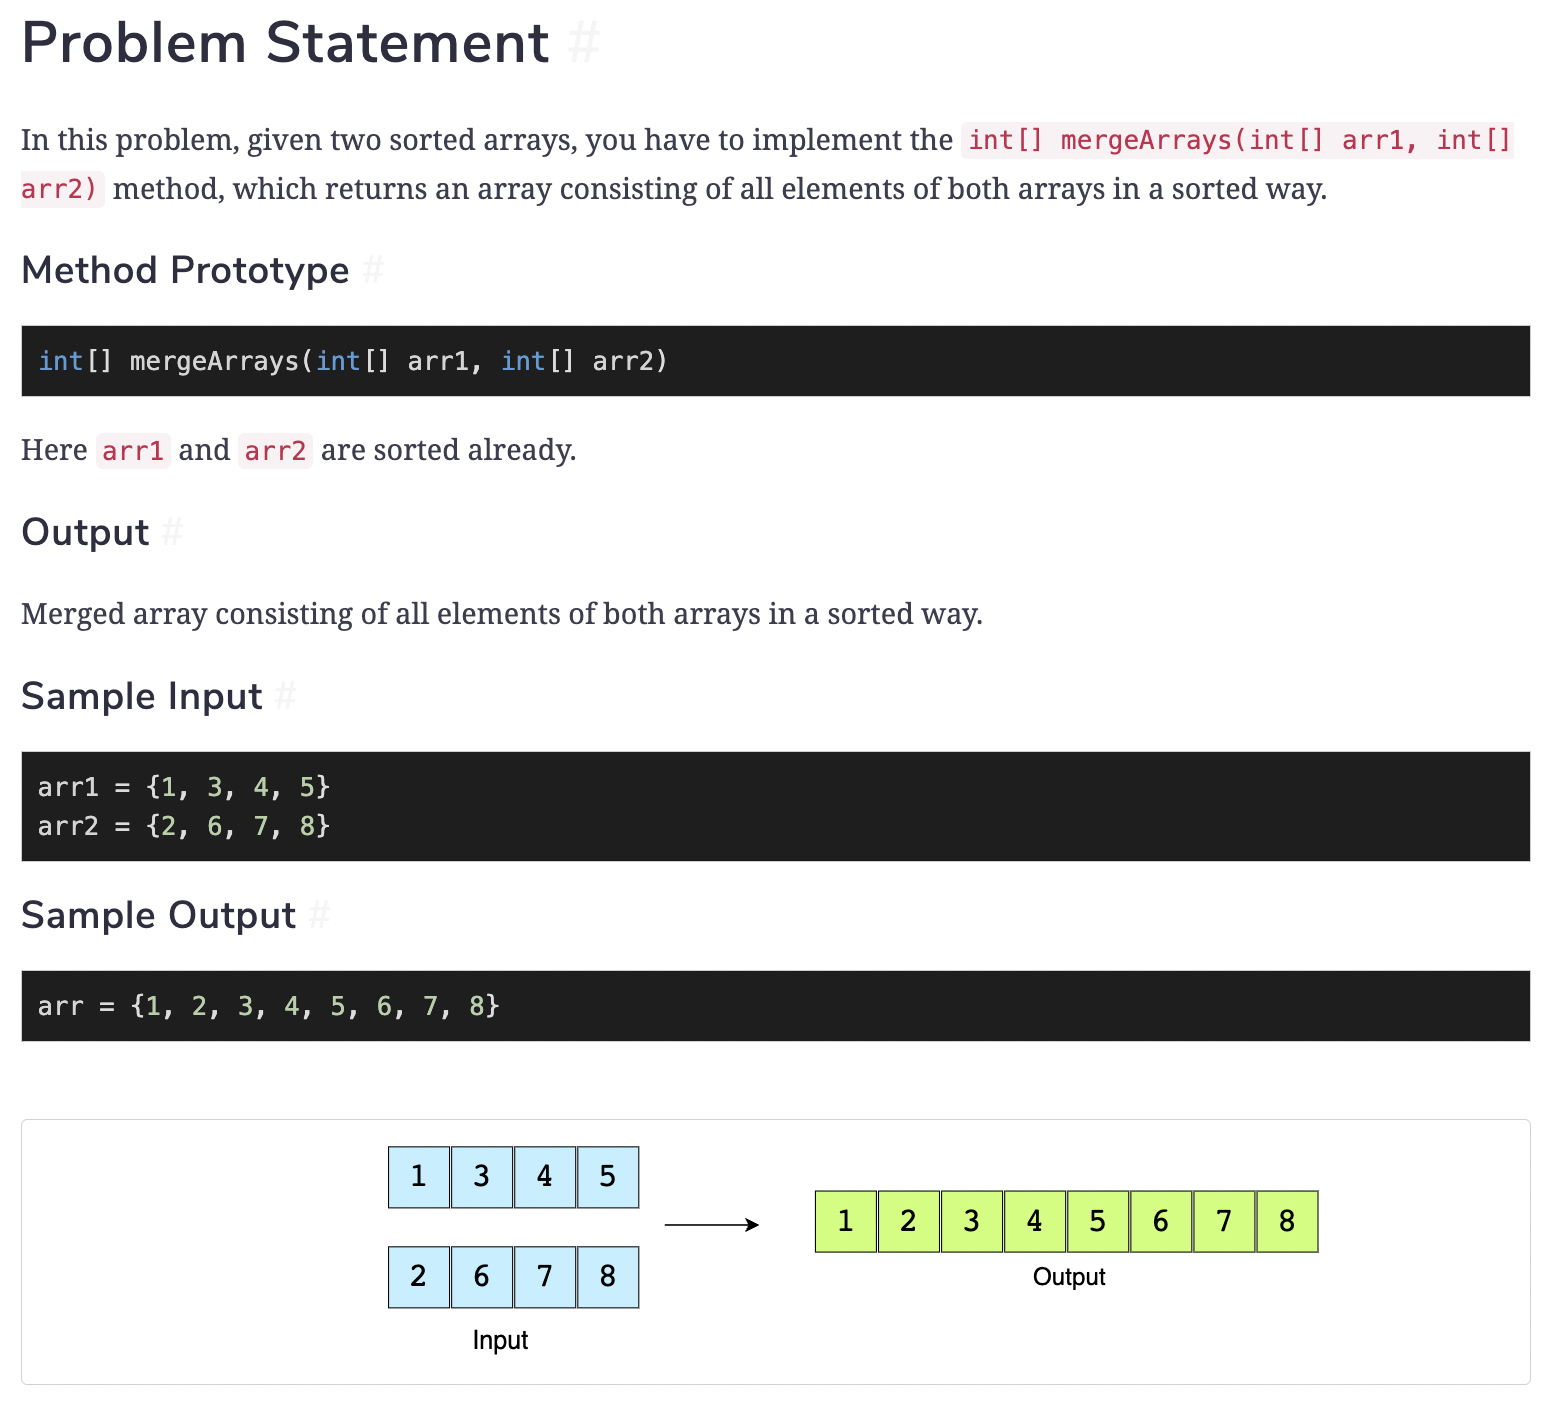 Problem Statement #
In this problem, given two sorted arrays, you have to implement the int[] mergeArrays(int[] arr1, int[]
arr2) method, which returns an array consisting of all elements of both arrays in a sorted way.
Method Prototype #
int[] mergeArrays(int[] arr1, int[] arr2)
Here arr1 and arr2 are sorted already.
Output #
Merged array consisting of all elements of both arrays in a sorted way.
Sample Input #
arr1 = {1, 3, 4, 5}
arr2 = {2, 6, 7, 8}
Sample Output #
arr = {1, 2, 3, 4, 5, 6, 7, 8}
1 3 4 5
2 6 7 8
Input
1 2 3 4 5 6 7 8
Output